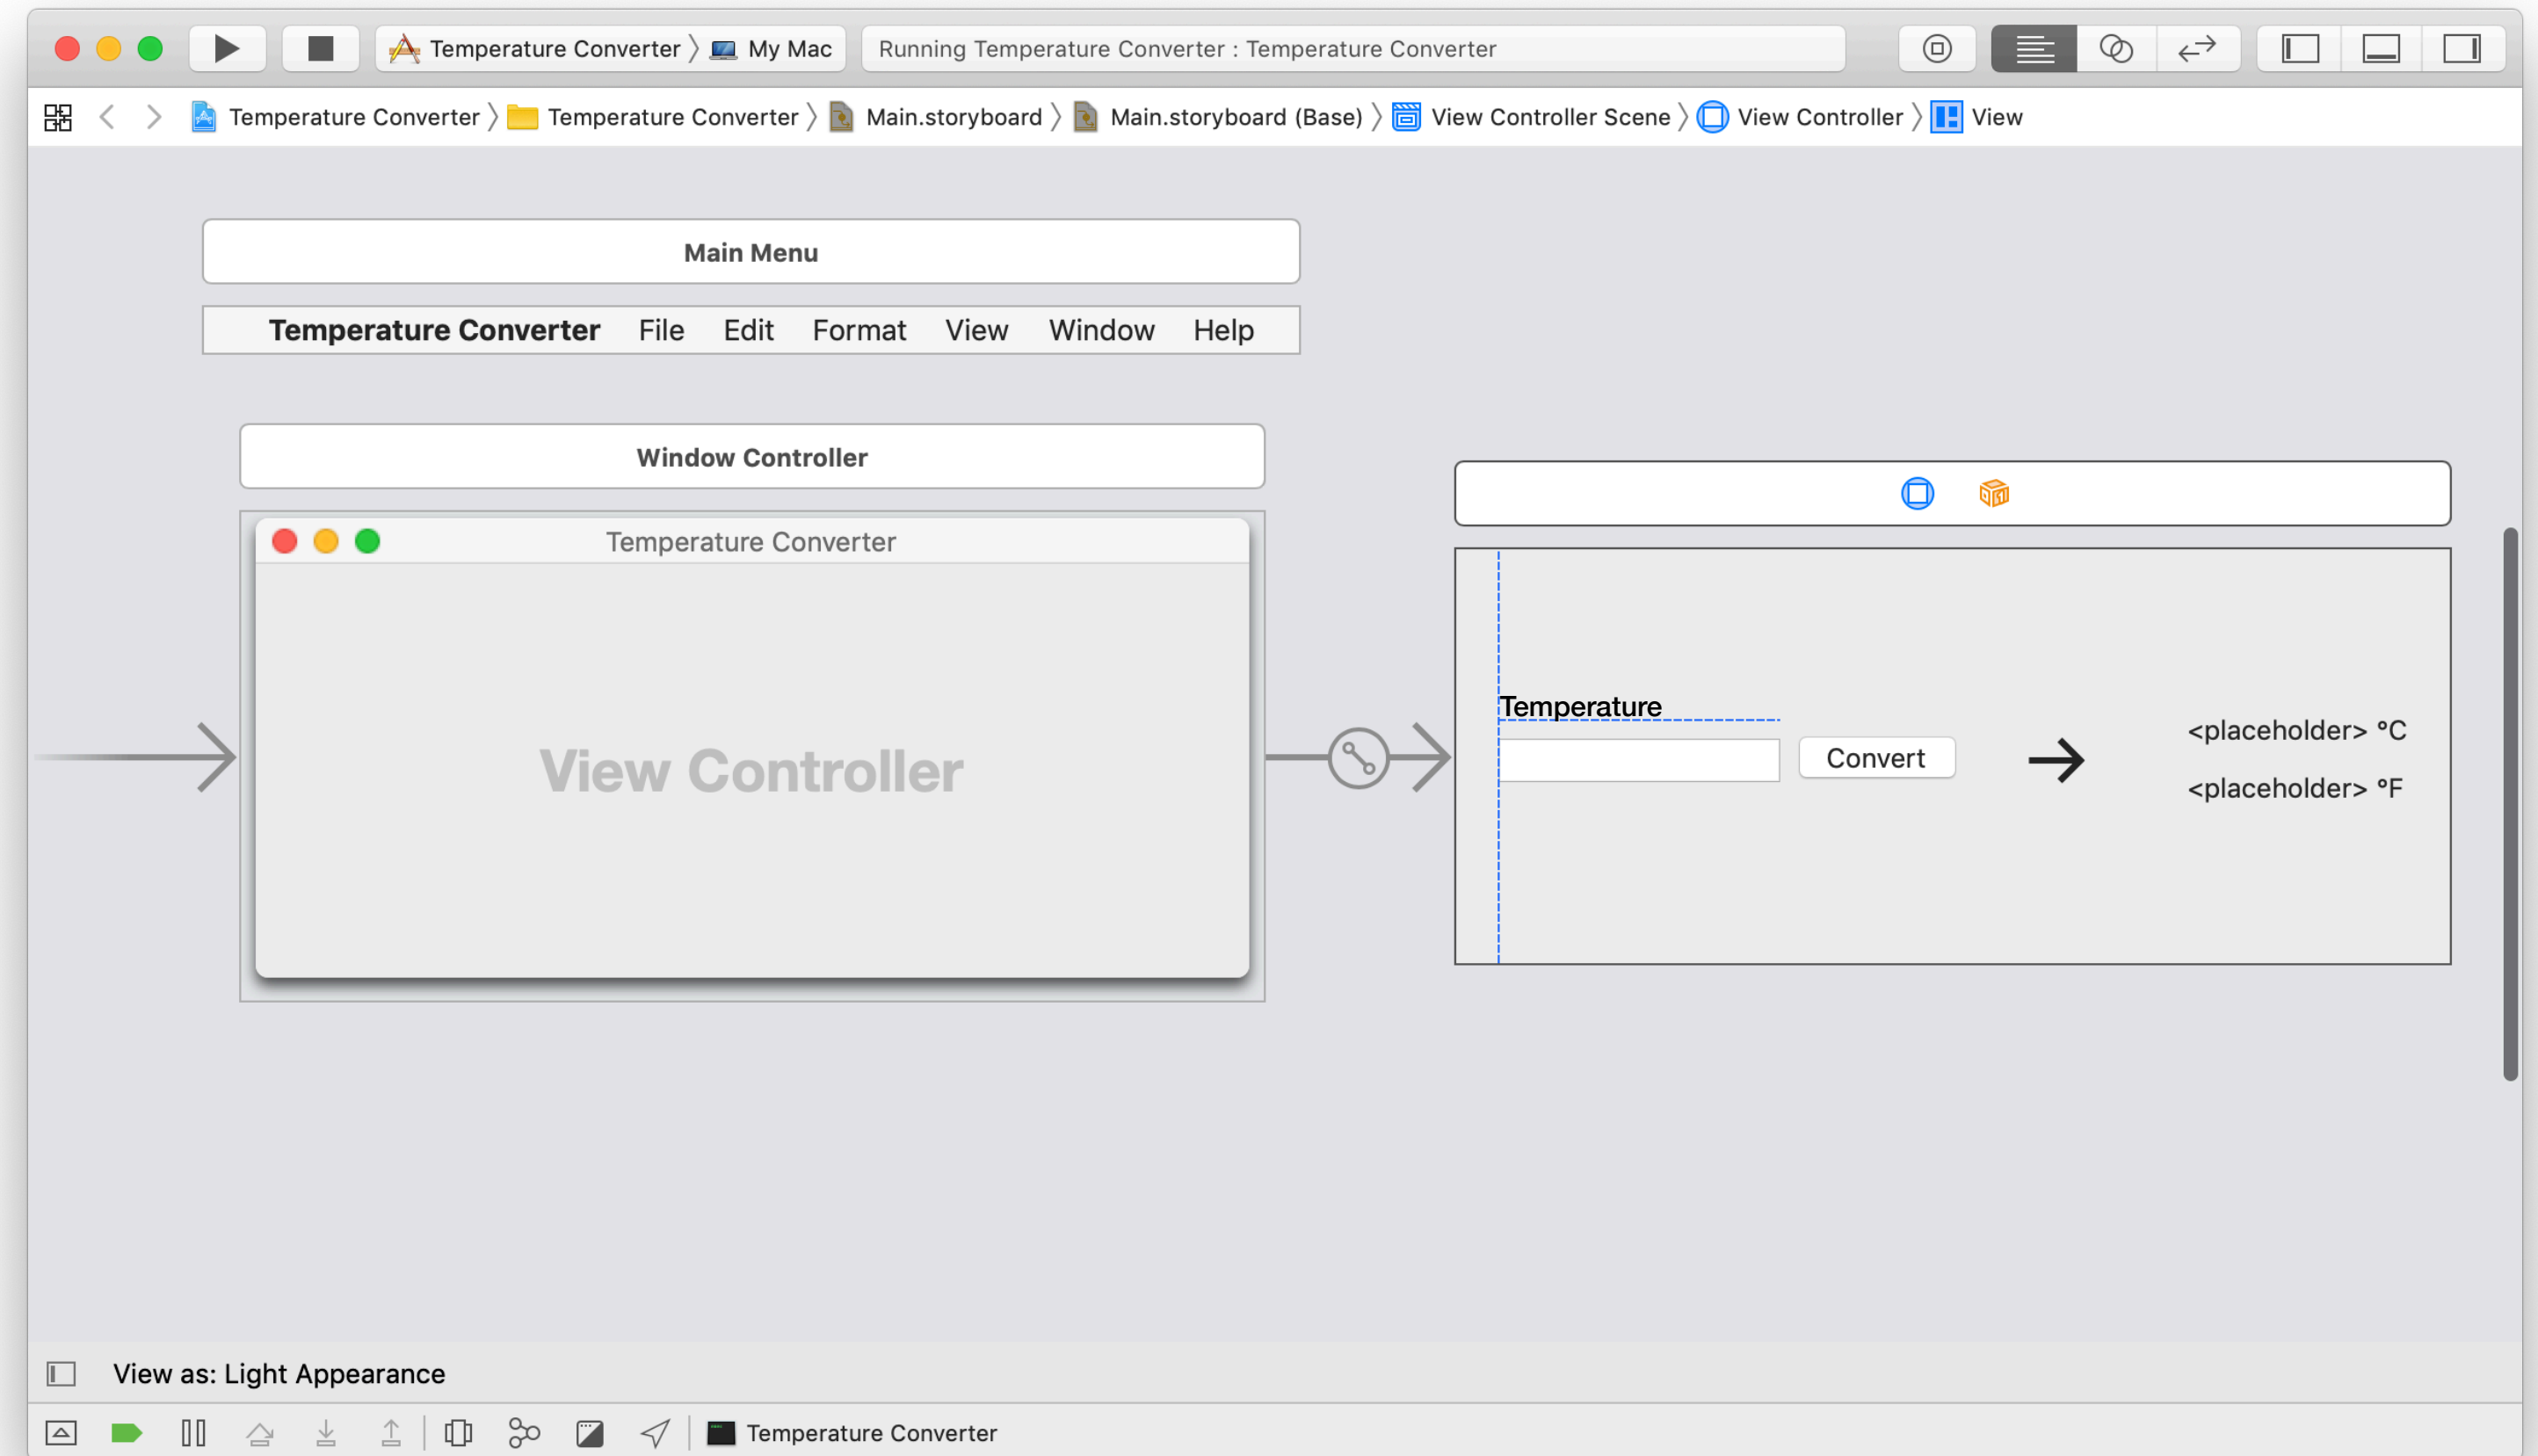 Temperature Converter 〉 My Mac
Running Temperature Converter : Temperature Converter
Temperature Converter 〉 Temperature Converter 〉 Main.storyboard 〉 Main.storyboard (Base) 〉 View Controller Scene 〉 View Controller 〉 View
Main Menu
Temperature Converter File Edit Format View Window Help
Window Controller
Temperature Converter
View Controller
Temperature
Convert
<placeholder> °C
<placeholder> °F
View as: Light Appearance
Temperature Converter